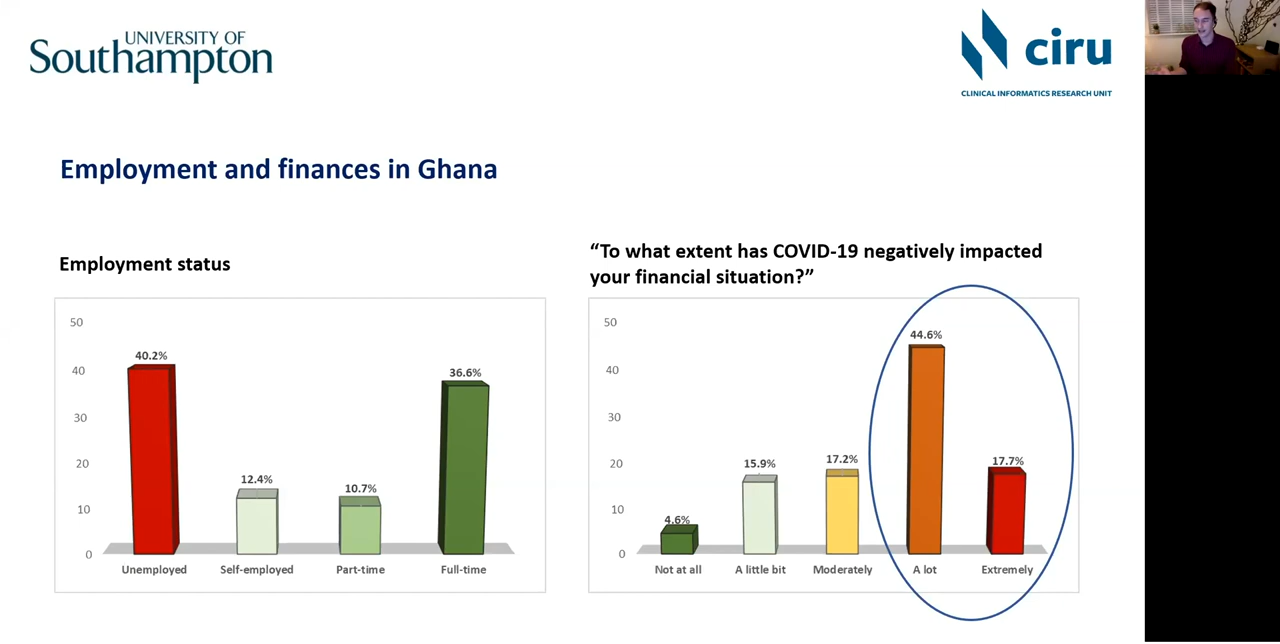 UNIVERSITY OF
Southampton
ciru
CLINICAL INFORMATICS RESEARCH UNIT
Employment and finances in Ghana
Employment status
50
40
30
20
10
0
40.2%
12.4%
10.7%
36.6%
Unemployed Self-employed Part-time Full-time
“To what extent has COVID-19 negatively impacted
your financial situation?”
50
40
30
20
10
0
4.6%
15.9%
17.2%
44.6%
17.7%
Not at all A little bit Moderately A lot Extremely